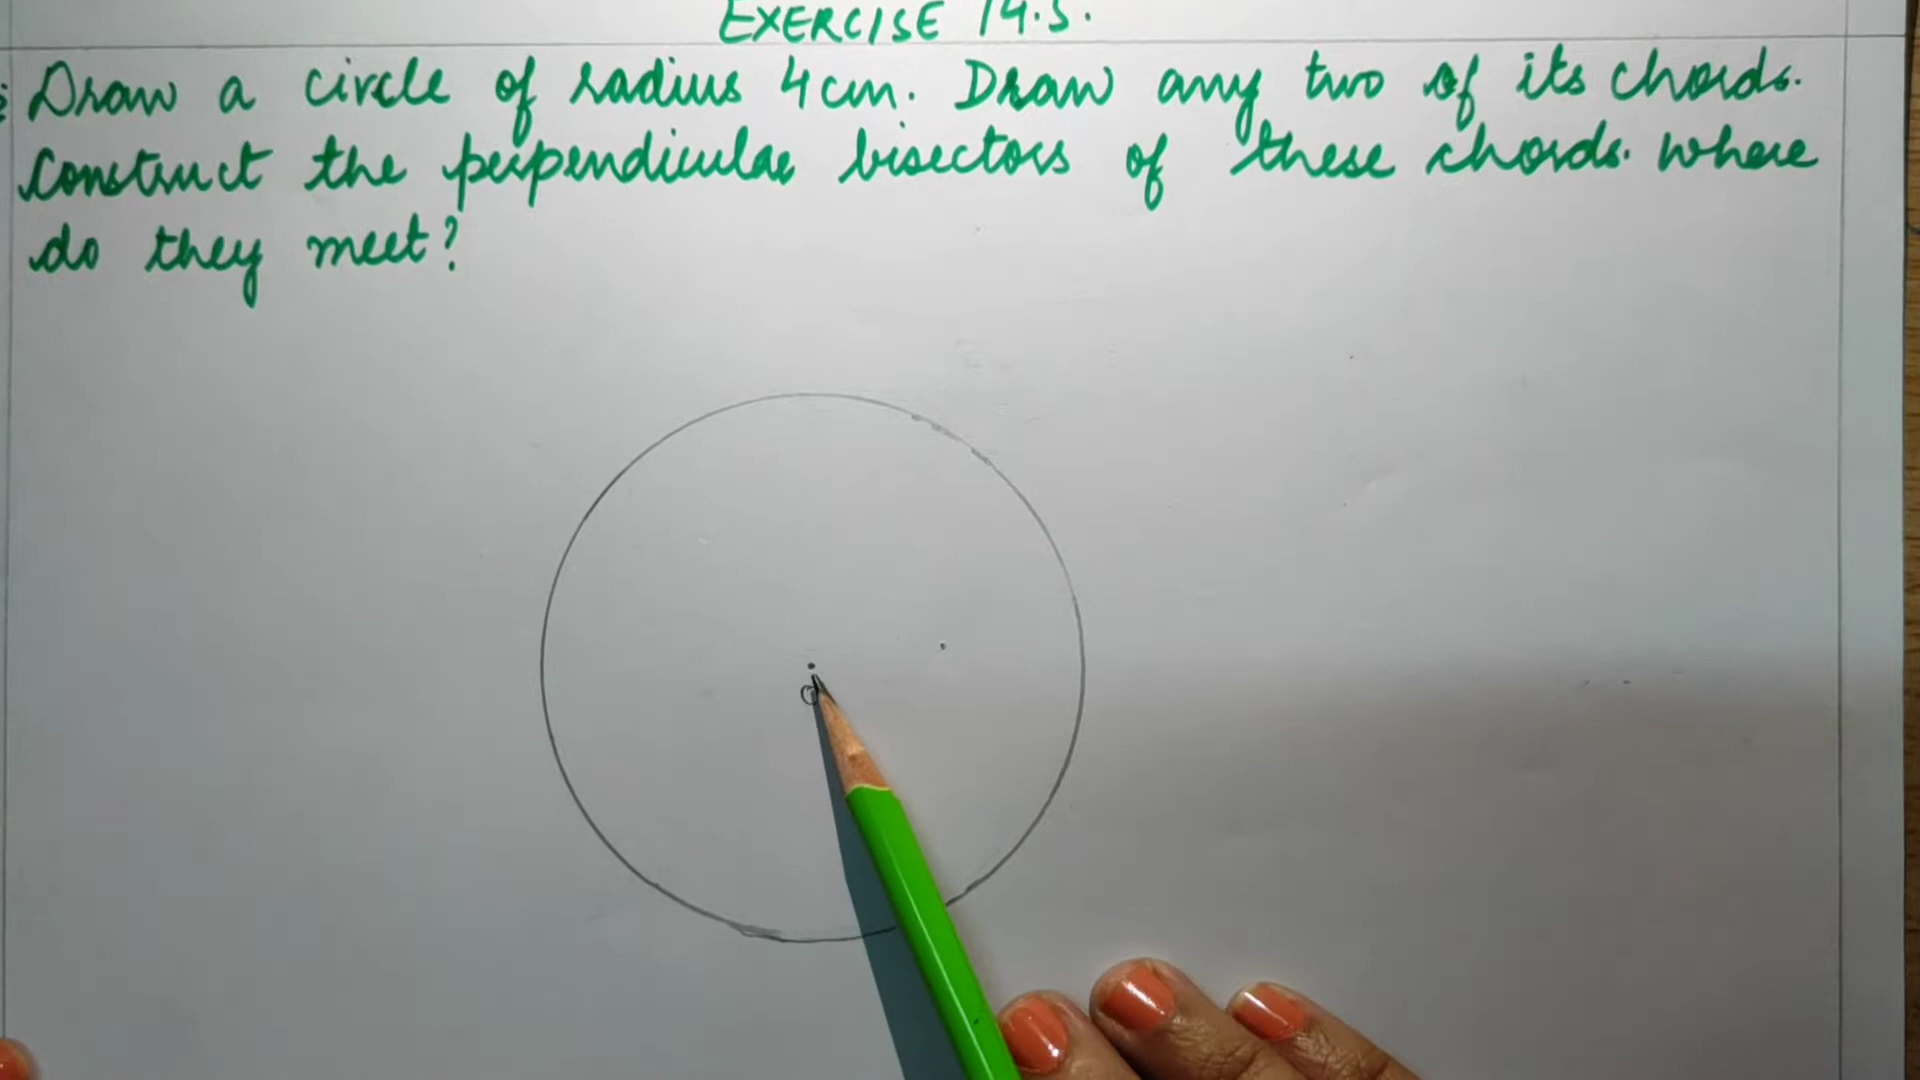 EXERCISE 14.5.
Draw a circle of radius 4cm. Draw any two of its chords.
Construct the perpendicular bisectors of these chords. Where
do they meet?
O